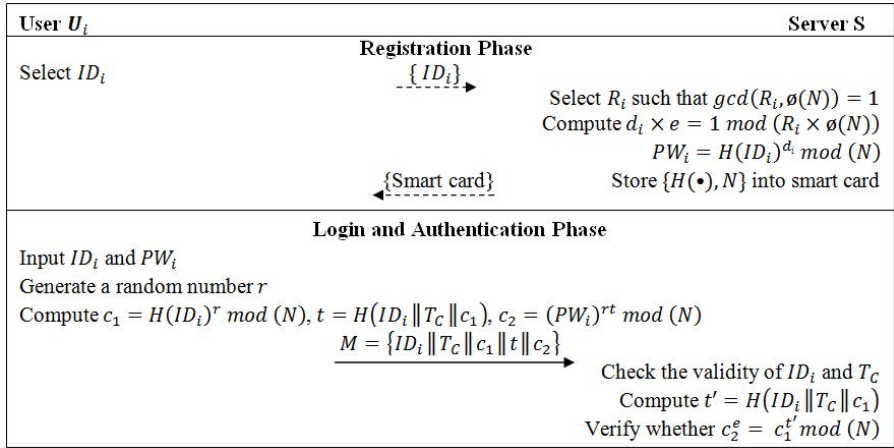 User U_i Server S
Registration Phase
Select ID_i {ID_i}
Select R_i such that gcd(R_i, ø(N)) = 1
Compute d_i × e = 1 mod (R_i × ø(N))
PW_i = H(ID_i)^{d_i} mod (N)
{Smart card} Store {H(•), N} into smart card
Login and Authentication Phase
Input ID_i and PW_i
Generate a random number r
Compute c_1 = H(ID_i)^r mod (N), t = H(ID_i‖T_C‖c_1), c_2 = (PW_i)^{rt} mod (N)
M = {ID_i‖T_C‖c_1‖t‖c_2}
Check the validity of ID_i and T_C
Compute t′ = H(ID_i‖T_C‖c_1)
Verify whether c_2^e = c_1^{t′} mod (N)